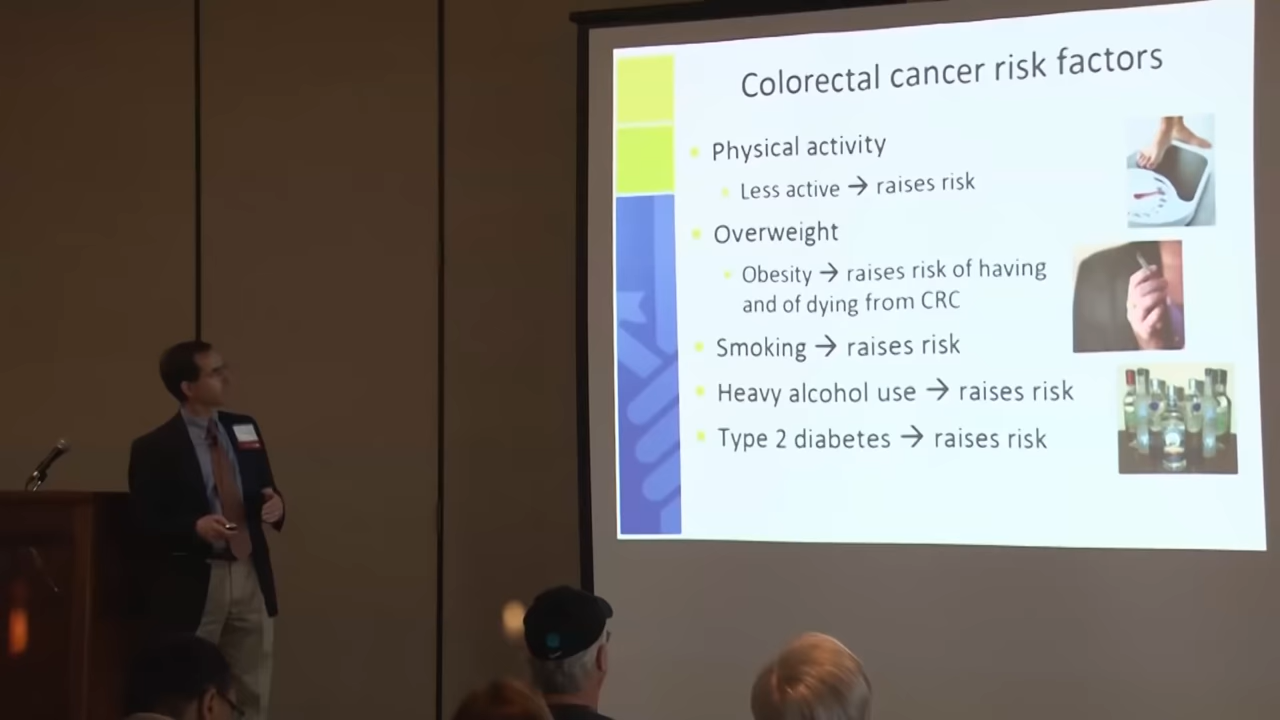 Colorectal cancer risk factors
Physical activity
Less active → raises risk
Overweight
Obesity → raises risk of having
and of dying from CRC
Smoking → raises risk
Heavy alcohol use → raises risk
Type 2 diabetes → raises risk